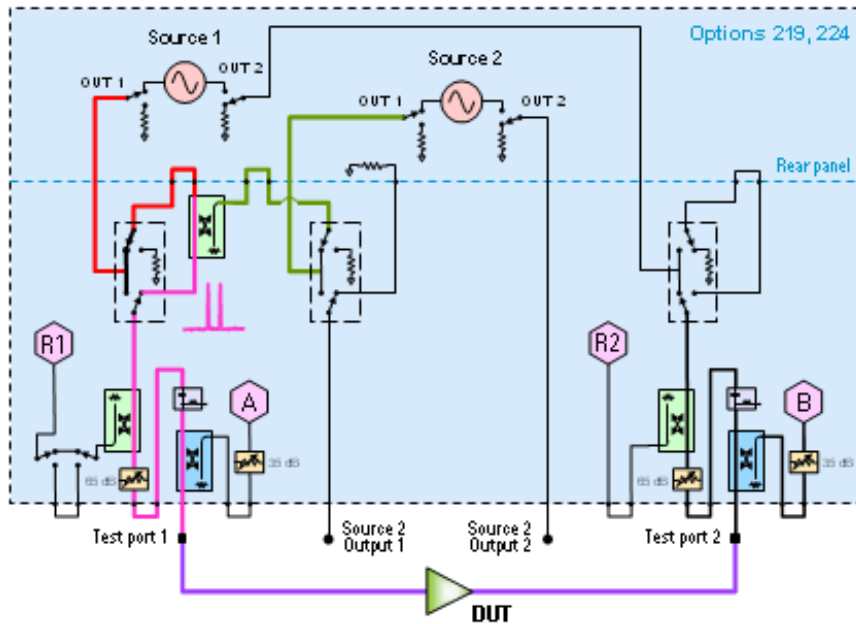 Options 219, 224
Source 1
OUT 1
OUT 2
Source 2
OUT 1
OUT 2
Rear panel
R1
A
R2
B
65 dB
35 dB
65 dB
35 dB
Test port 1
Source 2
Output 1
Source 2
Output 2
Test port 2
DUT